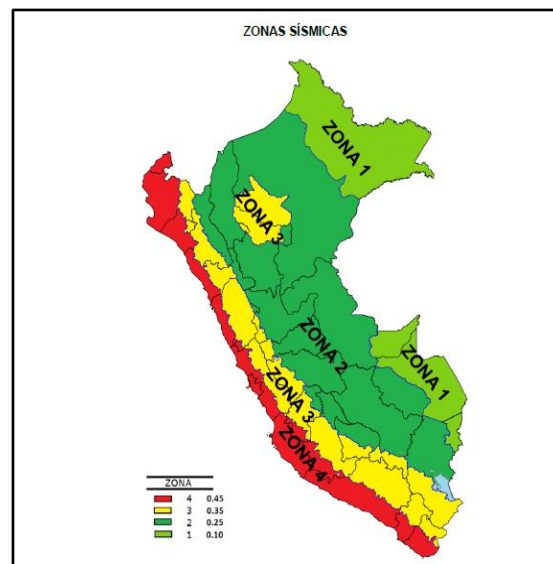 ZONAS SÍSMICAS
ZONA 1
ZONA 3
ZONA 2
ZONA 1
ZONA 3
ZONA 4
ZONA
4 0.45
3 0.35
2 0.25
1 0.10